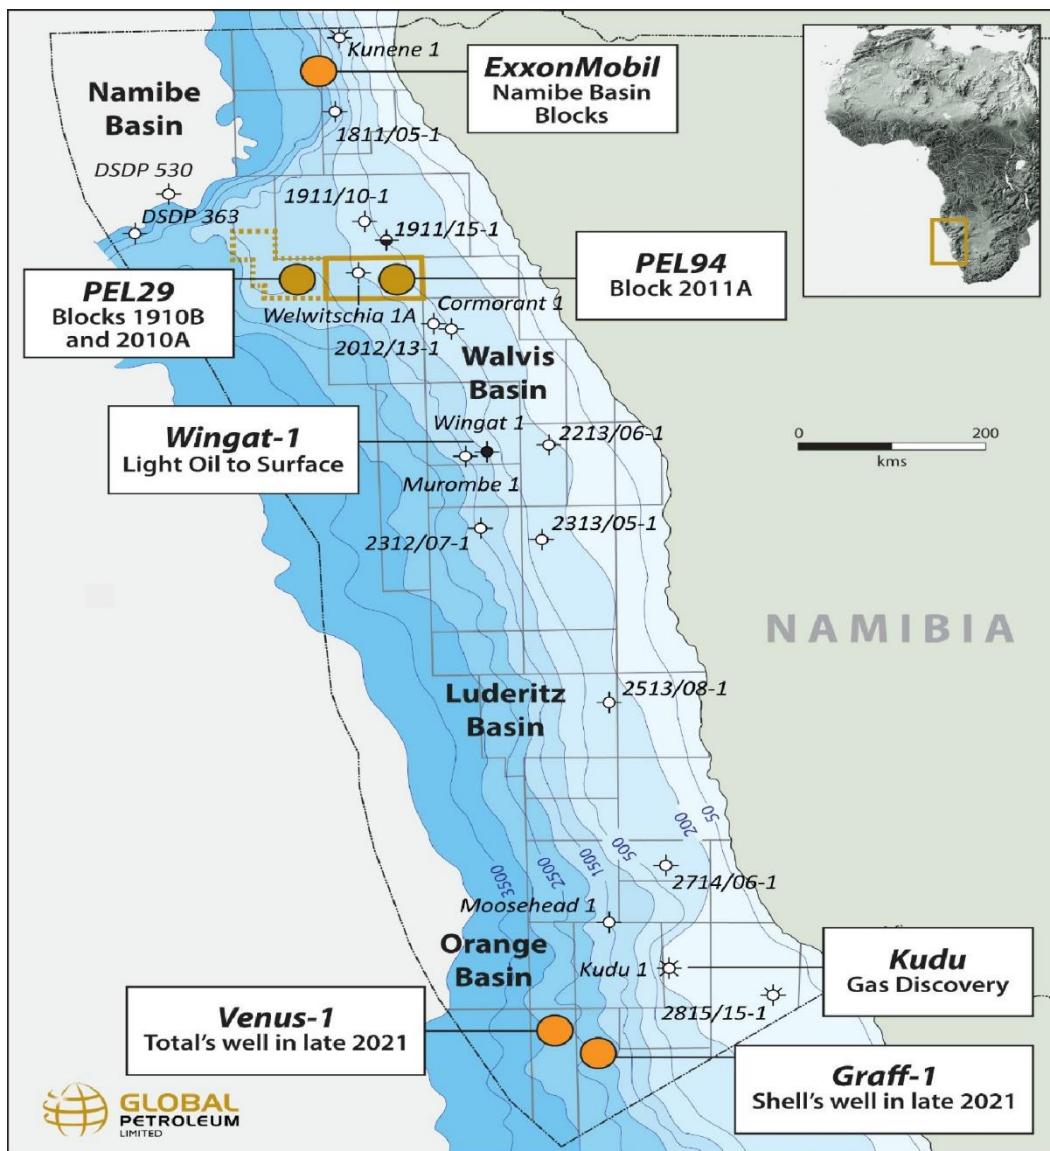 Kunene 1
ExxonMobil
Namibe Basin
Blocks
Namibe
Basin
1811/05-1
DSDP 530
DSDP 363
1911/10-1
1911/15-1
PEL29
Blocks 1910B
and 2010A
PEL94
Block 2011A
Welwitschia 1A
Cormorant 1
2012/13-1
Walvis
Basin
Wingat-1
Light Oil to Surface
Wingat 1
2213/06-1
Murombe 1
0
200
kms
2312/07-1
2313/05-1
NAMIBIA
Luderitz
Basin
2513/08-1
3500
2500
1500
500
200
50
2714/06-1
Moosehead 1
Orange
Basin
Kudu 1
Kudu
Gas Discovery
2815/15-1
Venus-1
Total's well in late 2021
Graff-1
Shell's well in late 2021
GLOBAL
PETROLEUM
LIMITED